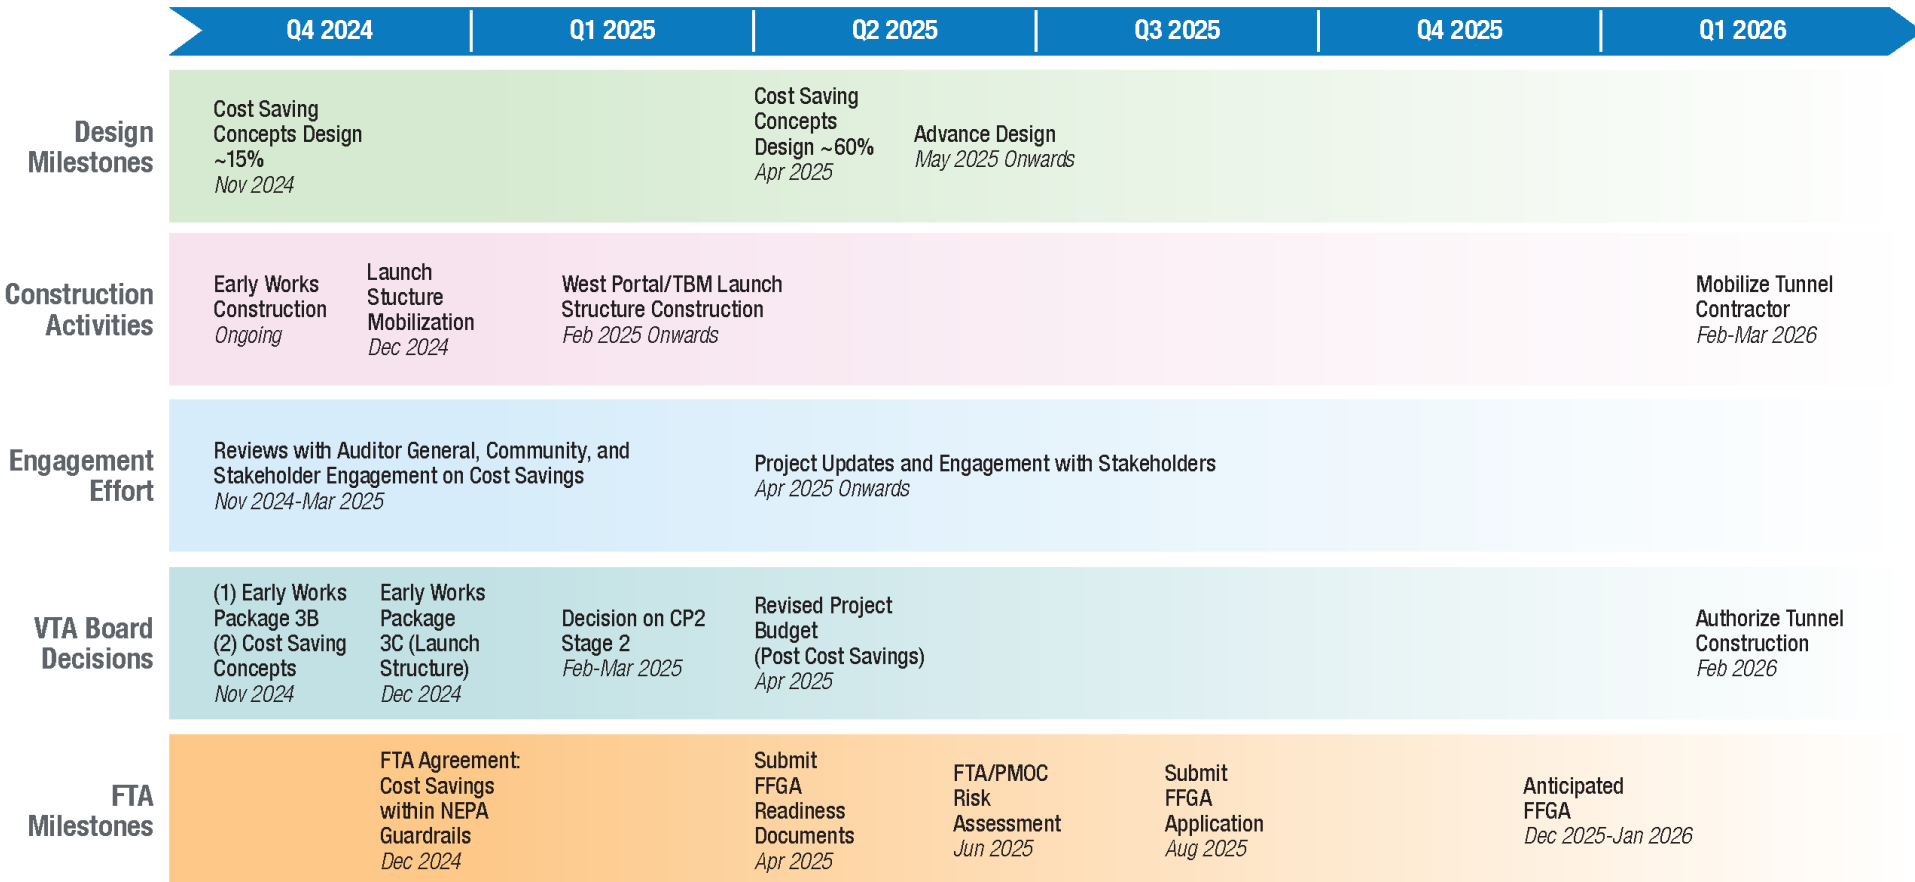 Q4 2024
Q1 2025
Q2 2025
Q3 2025
Q4 2025
Q1 2026
Design
Milestones
Cost Saving
Concepts Design
~15%
Nov 2024
Cost Saving
Concepts
Design ~60%
Apr 2025
Advance Design
May 2025 Onwards
Construction
Activities
Early Works
Construction
Ongoing
Launch
Stucture
Mobilization
Dec 2024
West Portal/TBM Launch
Structure Construction
Feb 2025 Onwards
Mobilize Tunnel
Contractor
Feb-Mar 2026
Engagement
Effort
Reviews with Auditor General, Community, and
Stakeholder Engagement on Cost Savings
Nov 2024-Mar 2025
Project Updates and Engagement with Stakeholders
Apr 2025 Onwards
VTA Board
Decisions
(1) Early Works
Package 3B
(2) Cost Saving
Concepts
Nov 2024
Early Works
Package
3C (Launch
Structure)
Dec 2024
Decision on CP2
Stage 2
Feb-Mar 2025
Revised Project
Budget
(Post Cost Savings)
Apr 2025
Authorize Tunnel
Construction
Feb 2026
FTA
Milestones
FTA Agreement:
Cost Savings
within NEPA
Guardrails
Dec 2024
Submit
FFGA
Readiness
Documents
Apr 2025
FTA/PMOC
Risk
Assessment
Jun 2025
Submit
FFGA
Application
Aug 2025
Anticipated
FFGA
Dec 2025-Jan 2026